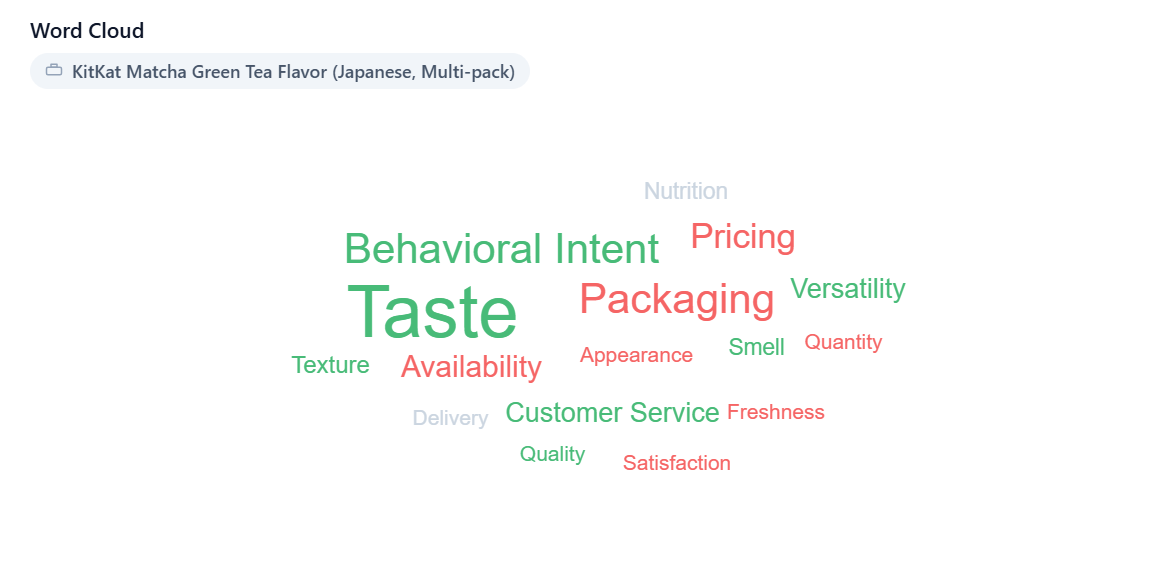 Word Cloud
KitKat Matcha Green Tea Flavor (Japanese, Multi-pack)
Nutrition
Behavioral Intent
Pricing
Taste
Packaging
Versatility
Texture
Availability
Appearance
Smell
Quantity
Delivery
Customer Service
Freshness
Quality
Satisfaction